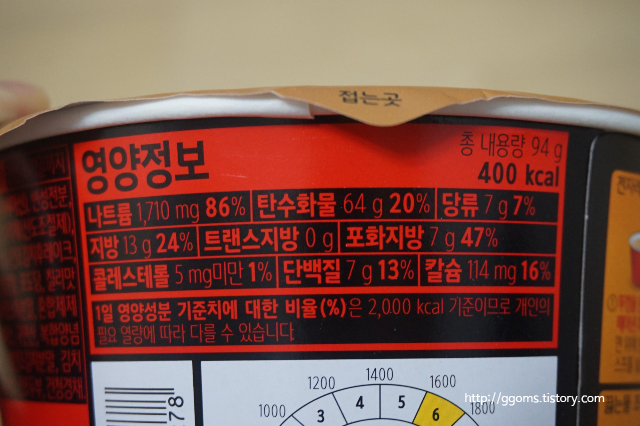 접는곳
영양정보
총 내용량 94 g
400 kcal
나트륨 1,710 mg 86% 탄수화물 64 g 20% 당류 7 g 7%
지방 13 g 24% 트랜스지방 0 g 포화지방 7 g 47%
콜레스테롤 5 mg미만 1% 단백질 7 g 13% 칼슘 114 mg 16%
1일 영양성분 기준치에 대한 비율(%)은 2,000 kcal 기준이므로 개인의
필요 열량에 따라 다를 수 있습니다.
1000 1200 1400 1600 1800
3 4 5 6
78
http://ggoms.tistory.com